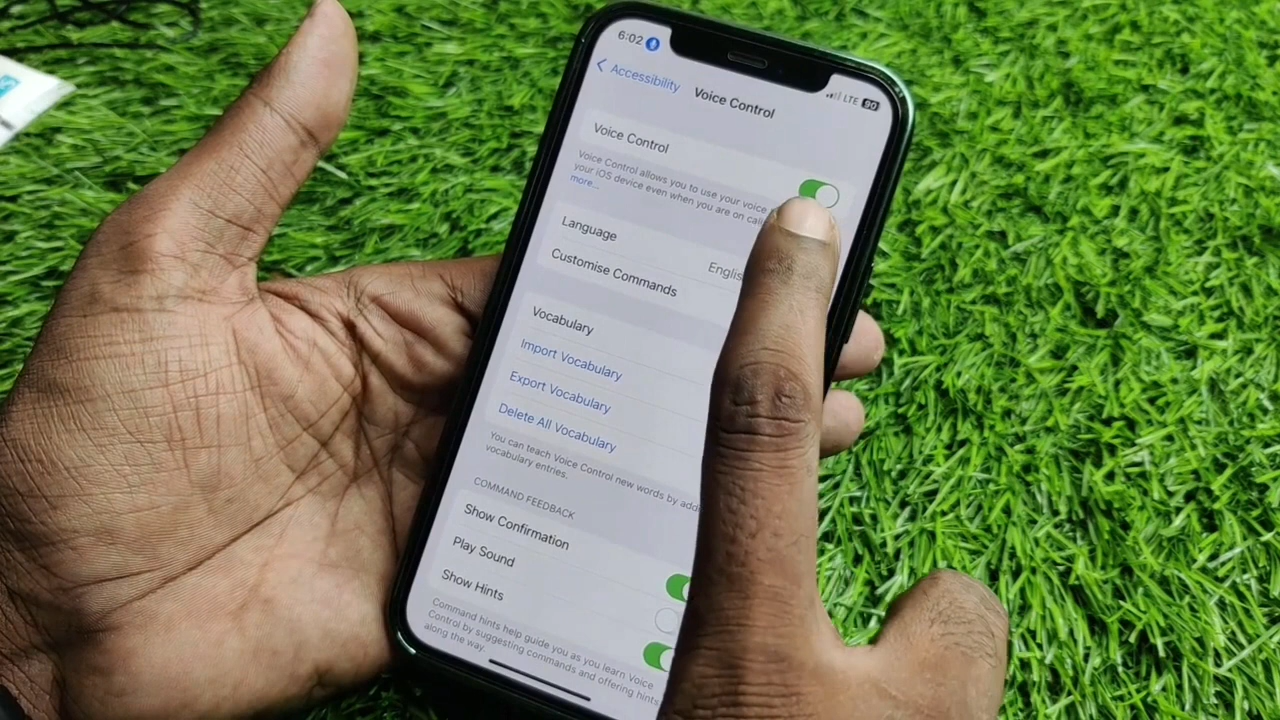 6:02
LTE 90
Accessibility
Voice Control
Voice Control
Voice Control allows you to use your voice
your iOS device even when you are on
more...
Language
Customise Commands
Vocabulary
Import Vocabulary
Export Vocabulary
Delete All Vocabulary
You can teach Voice Control new words by
vocabulary entries.
COMMAND FEEDBACK
Show Confirmation
Play Sound
Show Hints
Command hints help guide you as you learn Voice
Control by suggesting commands and offering hints
along the way.